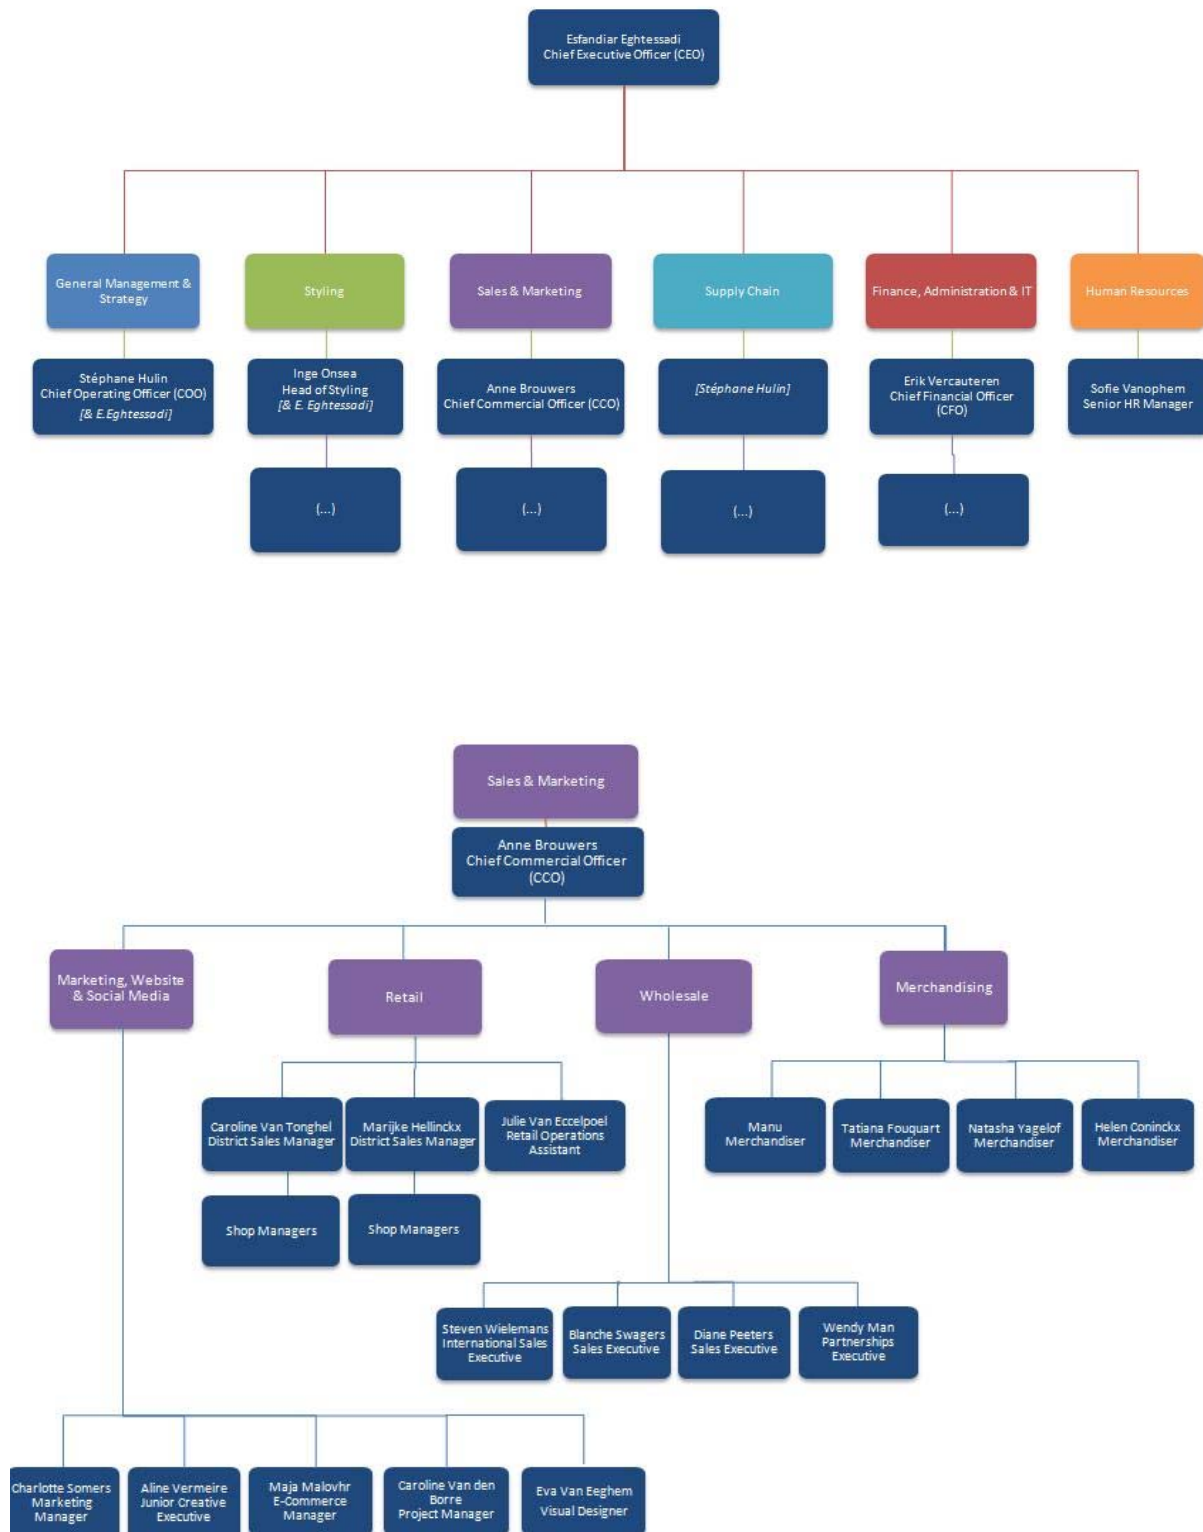 Esfandiar Eghtessadi
Chief Executive Officer (CEO)
General Management &
Strategy
Styling
Sales & Marketing
Supply Chain
Finance, Administration & IT
Human Resources
Stéphane Hulin
Chief Operating Officer (COO)
[& E.Eghtessadi]
Inge Onsea
Head of Styling
[& E. Eghtessadi]
Anne Brouwers
Chief Commercial Officer (CCO)
[Stéphane Hulin]
Erik Vercauteren
Chief Financial Officer
(CFO)
Sofie Vanophem
Senior HR Manager
(...)
(...)
(...)
(...)
Sales & Marketing
Anne Brouwers
Chief Commercial Officer
(CCO)
Marketing, Website
& Social Media
Retail
Wholesale
Merchandising
Caroline Van Tonghel
District Sales Manager
Marijke Hellinckx
District Sales Manager
Julie Van Eccelpoel
Retail Operations
Assistant
Manu
Merchandiser
Tatiana Fouquart
Merchandiser
Natasha Yagelof
Merchandiser
Helen Coninckx
Merchandiser
Shop Managers
Shop Managers
Steven Wielemans
International Sales
Executive
Blanche Swagers
Sales Executive
Diane Peeters
Sales Executive
Wendy Man
Partnerships
Executive
Charlotte Somers
Marketing
Manager
Aline Vermeire
Junior Creative
Executive
Maja Malovhr
E-Commerce
Manager
Caroline Van den
Borre
Project Manager
Eva Van Eeghem
Visual Designer